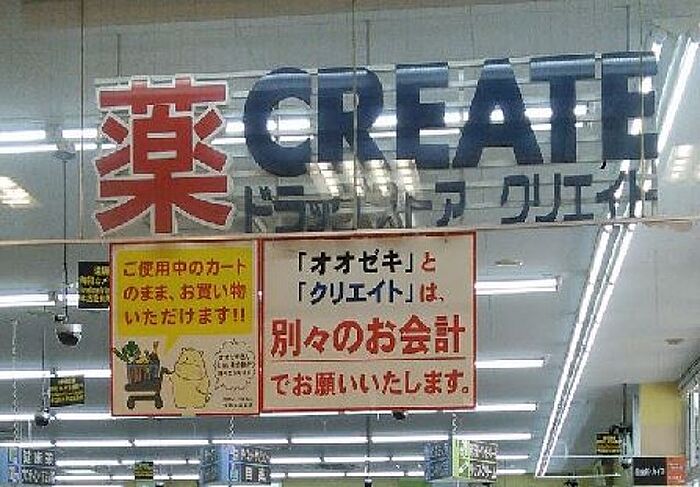 薬 CREATE
ドラッグストア クリエイト
ご使用中のカート
のまま、お買い物
いただけます!!
「オオゼキ」と
「クリエイト」は、
別々のお会計
でお願いいたします。